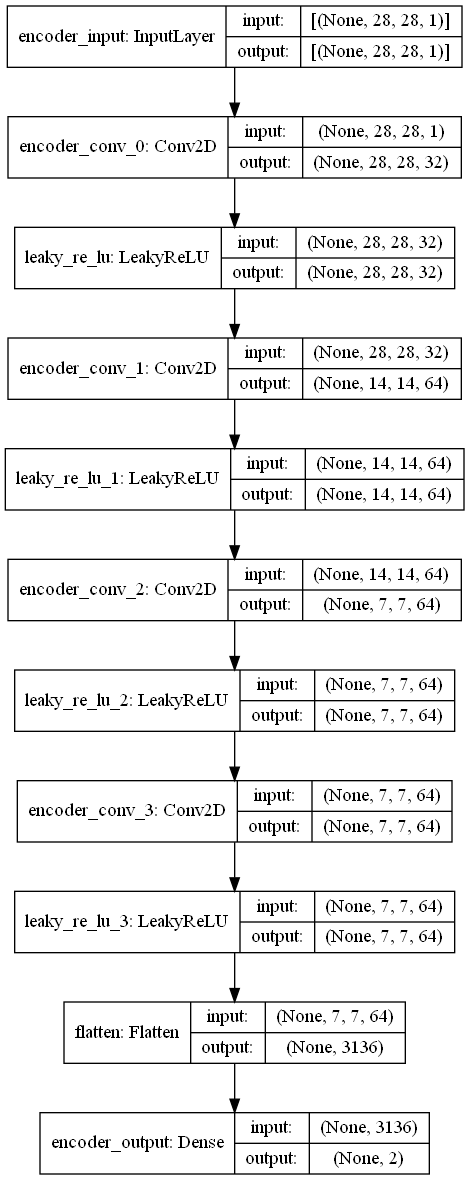 encoder_input: InputLayer
input: [(None, 28, 28, 1)]
output: [(None, 28, 28, 1)]
encoder_conv_0: Conv2D
input: (None, 28, 28, 1)
output: (None, 28, 28, 32)
leaky_re_lu: LeakyReLU
input: (None, 28, 28, 32)
output: (None, 28, 28, 32)
encoder_conv_1: Conv2D
input: (None, 28, 28, 32)
output: (None, 14, 14, 64)
leaky_re_lu_1: LeakyReLU
input: (None, 14, 14, 64)
output: (None, 14, 14, 64)
encoder_conv_2: Conv2D
input: (None, 14, 14, 64)
output: (None, 7, 7, 64)
leaky_re_lu_2: LeakyReLU
input: (None, 7, 7, 64)
output: (None, 7, 7, 64)
encoder_conv_3: Conv2D
input: (None, 7, 7, 64)
output: (None, 7, 7, 64)
leaky_re_lu_3: LeakyReLU
input: (None, 7, 7, 64)
output: (None, 7, 7, 64)
flatten: Flatten
input: (None, 7, 7, 64)
output: (None, 3136)
encoder_output: Dense
input: (None, 3136)
output: (None, 2)